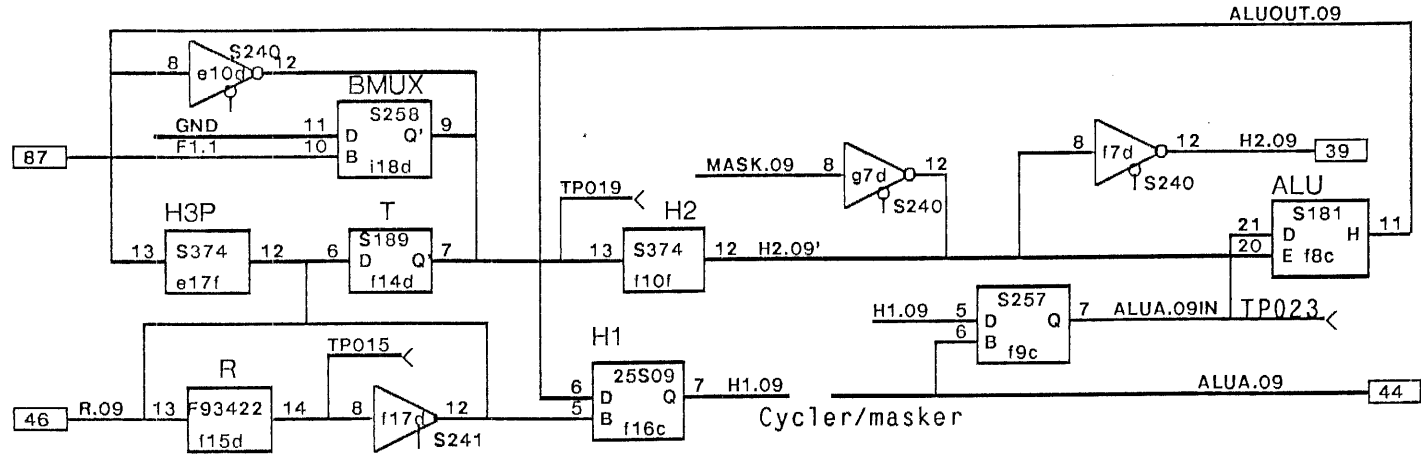 ALUOUT.09
8 e10d S240 12
BMUX
GND 11 D S258 Q' 9
87 F1.1 10 B
i18d
MASK.09 8 g7d 12
S240
8 f7d 12 H2.09 39
S240
TP019
H3P T H2 ALU
13 S374 12 6 S189 7 13 S374 12 H2.09' 21 S181 11
D Q' D H
20 E f8c
e17f f14d f10f
S257
H1.09 5 D Q 7 ALUA.09IN TP023
6 B
f9c
TP015 H1
R
25S09
6 D Q 7 H1.09 ALUA.09 44
46 R.09 13 F93422 14 8 f17d 12 5 B
f15d S241 f16c Cycler/masker